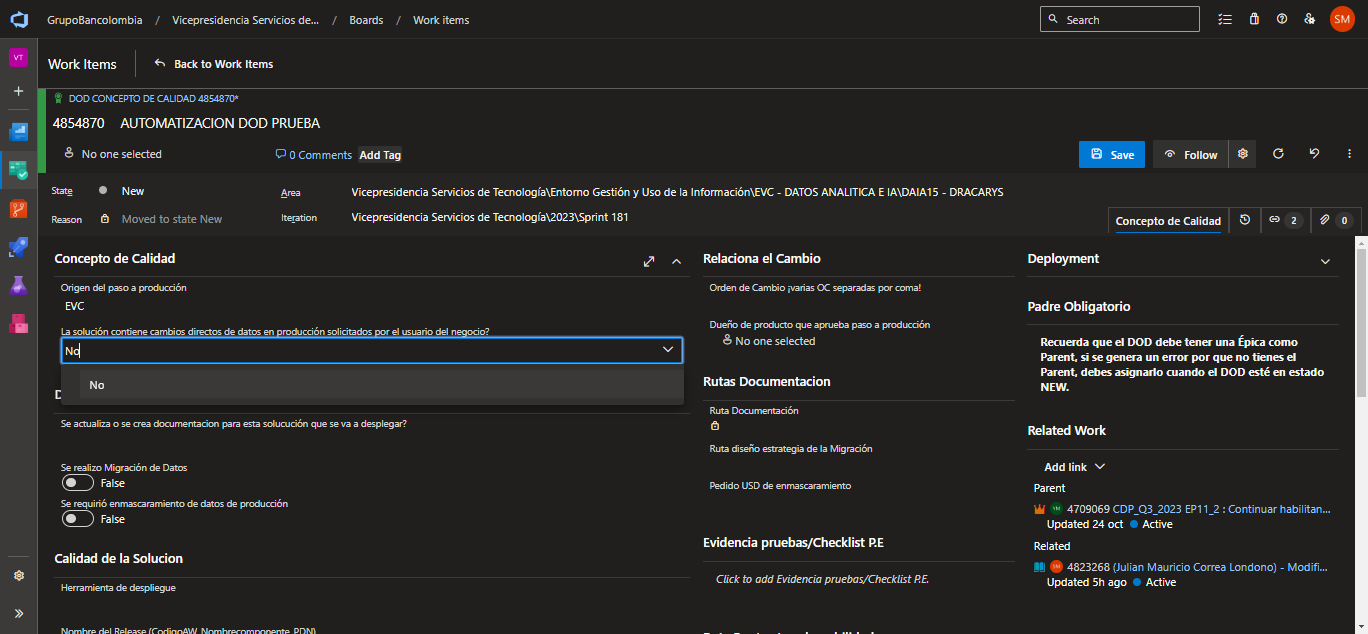 GrupoBancolombia / Vicepresidencia Servicios de... / Boards / Work items
Search
SM
VT
Work Items
Back to Work Items
DOD CONCEPTO DE CALIDAD 4854870*
4854870 AUTOMATIZACION DOD PRUEBA
No one selected
0 Comments
Add Tag
Save
Follow
State
New
Area
Vicepresidencia Servicios de Tecnología\Entorno Gestión y Uso de la Información\EVC - DATOS ANALITICA E IA\DAIA15 - DRACARYS
Reason
Moved to state New
Iteration
Vicepresidencia Servicios de Tecnología\2023\Sprint 181
Concepto de Calidad
2
0
Concepto de Calidad
Origen del paso a producción
EVC
La solución contiene cambios directos de datos en producción solicitados por el usuario del negocio?
No
No
D
Se actualiza o se crea documentacion para esta solucución que se va a desplegar?
Se realizo Migración de Datos
False
Se requirió enmascaramiento de datos de producción
False
Calidad de la Solucion
Herramienta de despliegue
Nombre del Release (CodigoAW_Nombrecomponente_PDN)
Relaciona el Cambio
Orden de Cambio ¡varias OC separadas por coma!
Dueño de producto que aprueba paso a producción
No one selected
Rutas Documentacion
Ruta Documentación
Ruta diseño estrategia de la Migración
Pedido USD de enmascaramiento
Evidencia pruebas/Checklist P.E
Click to add Evidencia pruebas/Checklist P.E.
Deployment
Padre Obligatorio
Recuerda que el DOD debe tener una Épica como
Parent, si se genera un error por que no tienes el
Parent, debes asignarlo cuando el DOD esté en estado
NEW.
Related Work
Add link
Parent
YM
4709069 CDP_Q3_2023 EP11_2 : Continuar habilitan...
Updated 24 oct
Active
Related
SM
4823268 (Julian Mauricio Correa Londono) - Modifi...
Updated 5h ago
Active